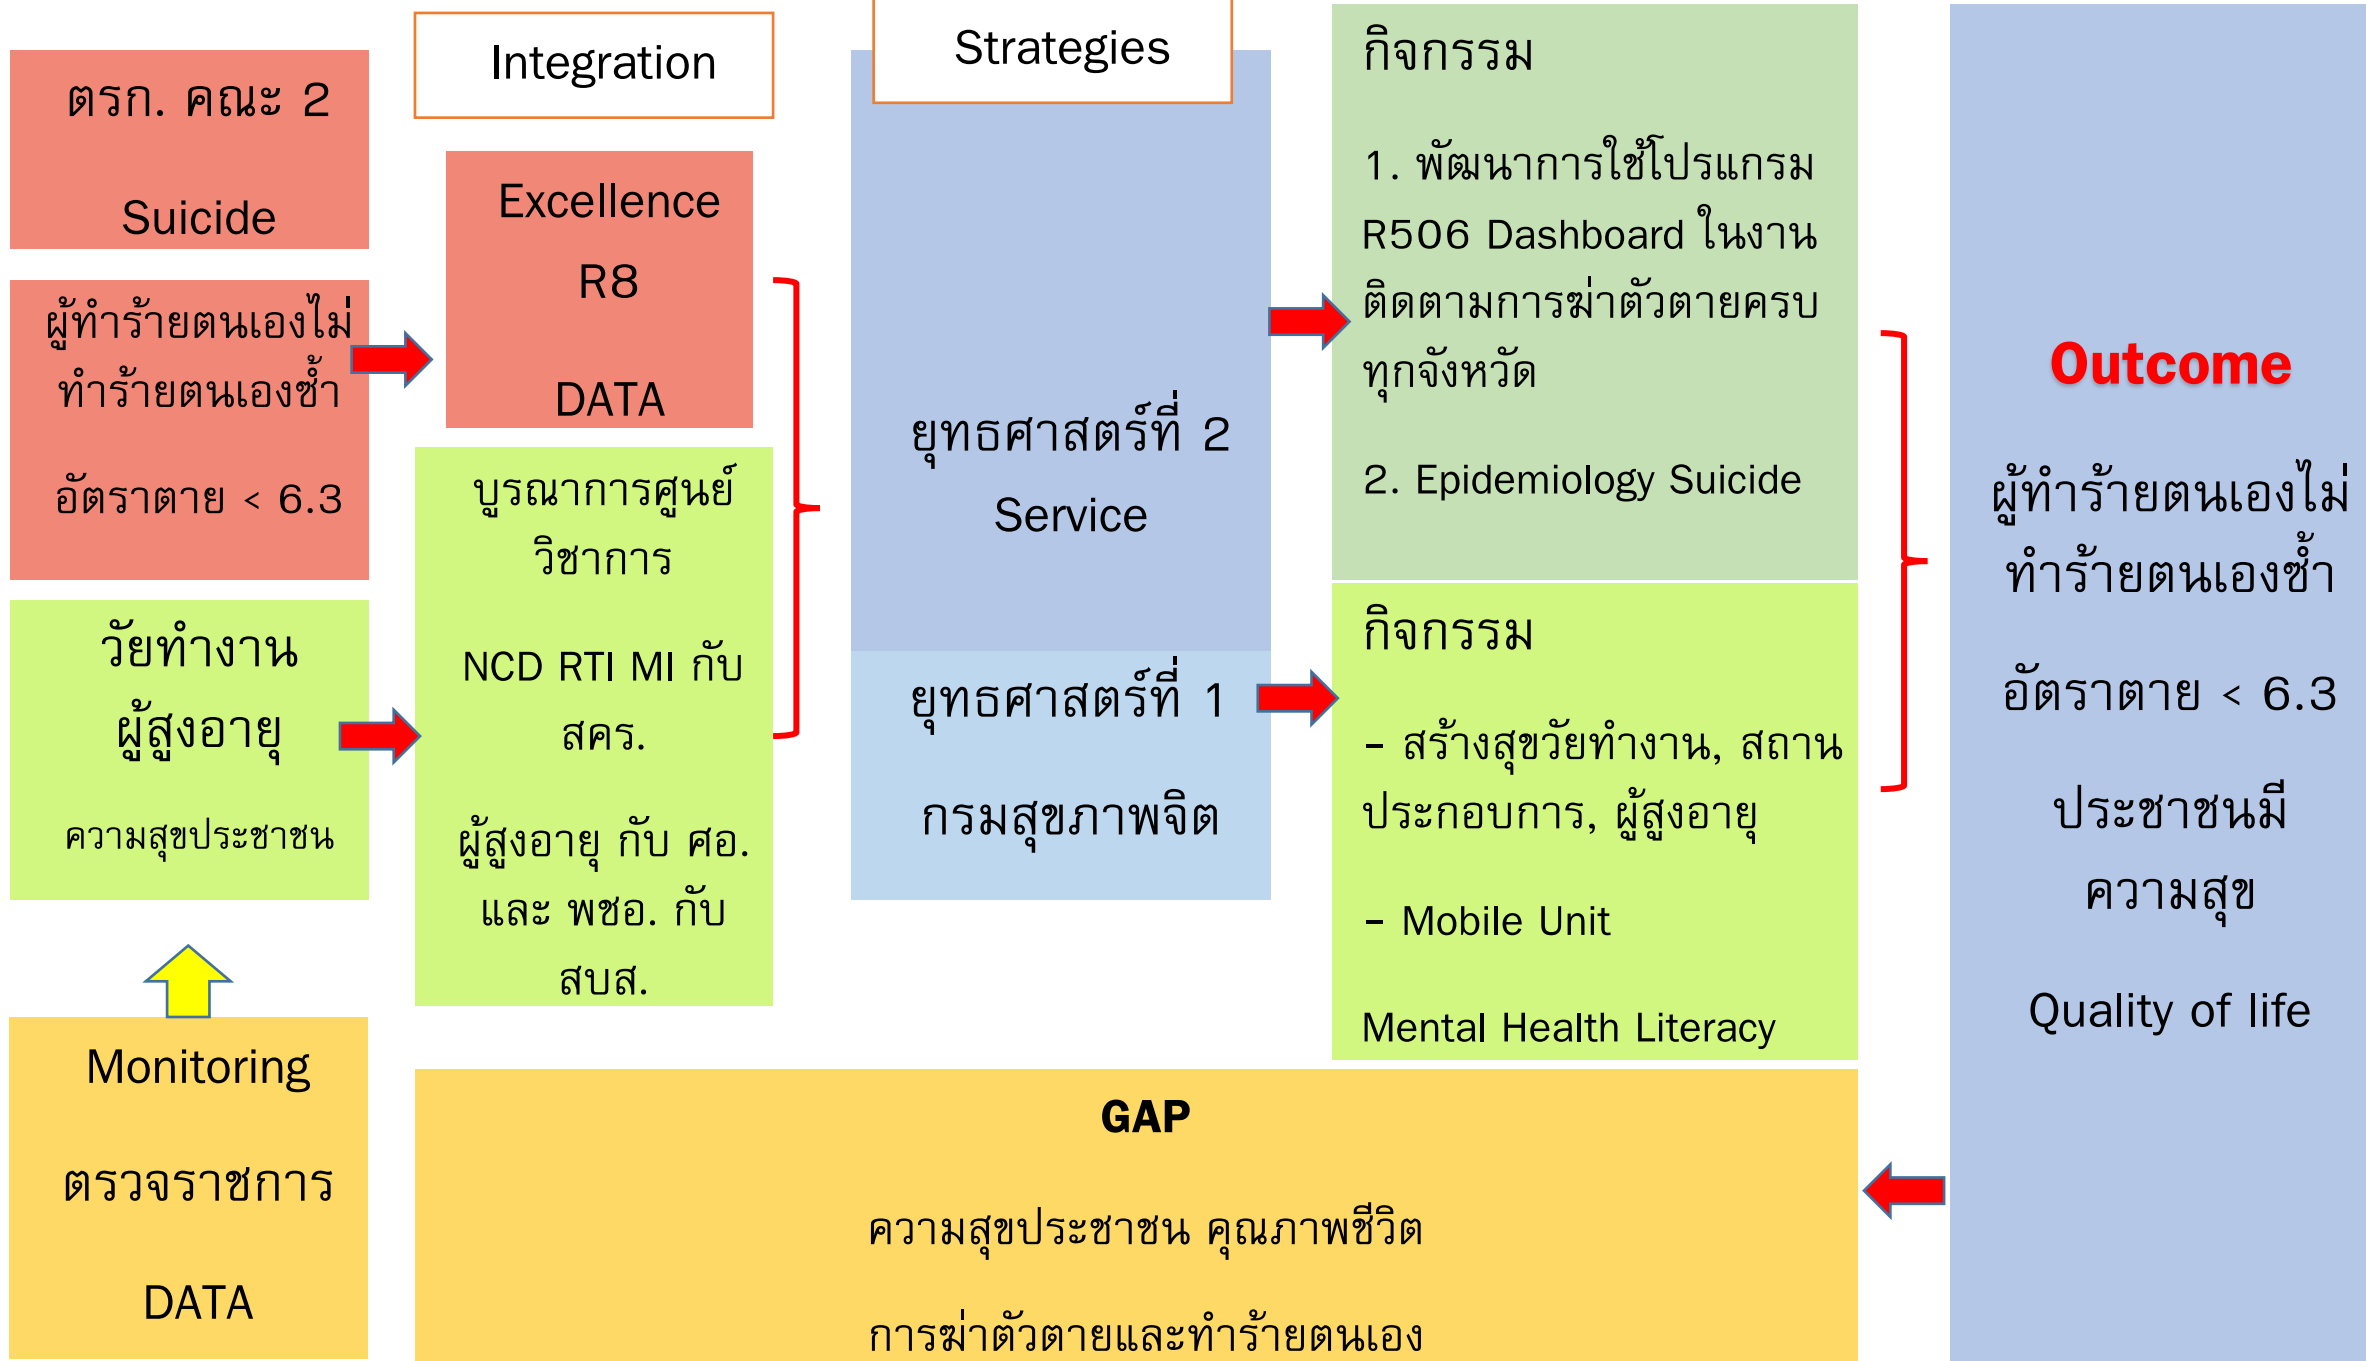 ตรก. คณะ 2
Suicide
ผู้ทำร้ายตนเองไม่
ทำร้ายตนเองซ้ำ
อัตราตาย < 6.3
วัยทำงาน
ผู้สูงอายุ
ความสุขประชาชน
Monitoring
ตรวจราชการ
DATA
Integration
Excellence
R8
DATA
บูรณาการศูนย์
วิชาการ
NCD RTI MI กับ
สคร.
ผู้สูงอายุ กับ ศอ.
และ พชอ. กับ
สบส.
Strategies
ยุทธศาสตร์ที่ 2
Service
ยุทธศาสตร์ที่ 1
กรมสุขภาพจิต
กิจกรรม
1. พัฒนาการใช้โปรแกรม
R506 Dashboard ในงาน
ติดตามการฆ่าตัวตายครบ
ทุกจังหวัด
2. Epidemiology Suicide
กิจกรรม
– สร้างสุขวัยทำงาน, สถาน
ประกอบการ, ผู้สูงอายุ
– Mobile Unit
Mental Health Literacy
GAP
ความสุขประชาชน คุณภาพชีวิต
การฆ่าตัวตายและทำร้ายตนเอง
Outcome
ผู้ทำร้ายตนเองไม่
ทำร้ายตนเองซ้ำ
อัตราตาย < 6.3
ประชาชนมี
ความสุข
Quality of life